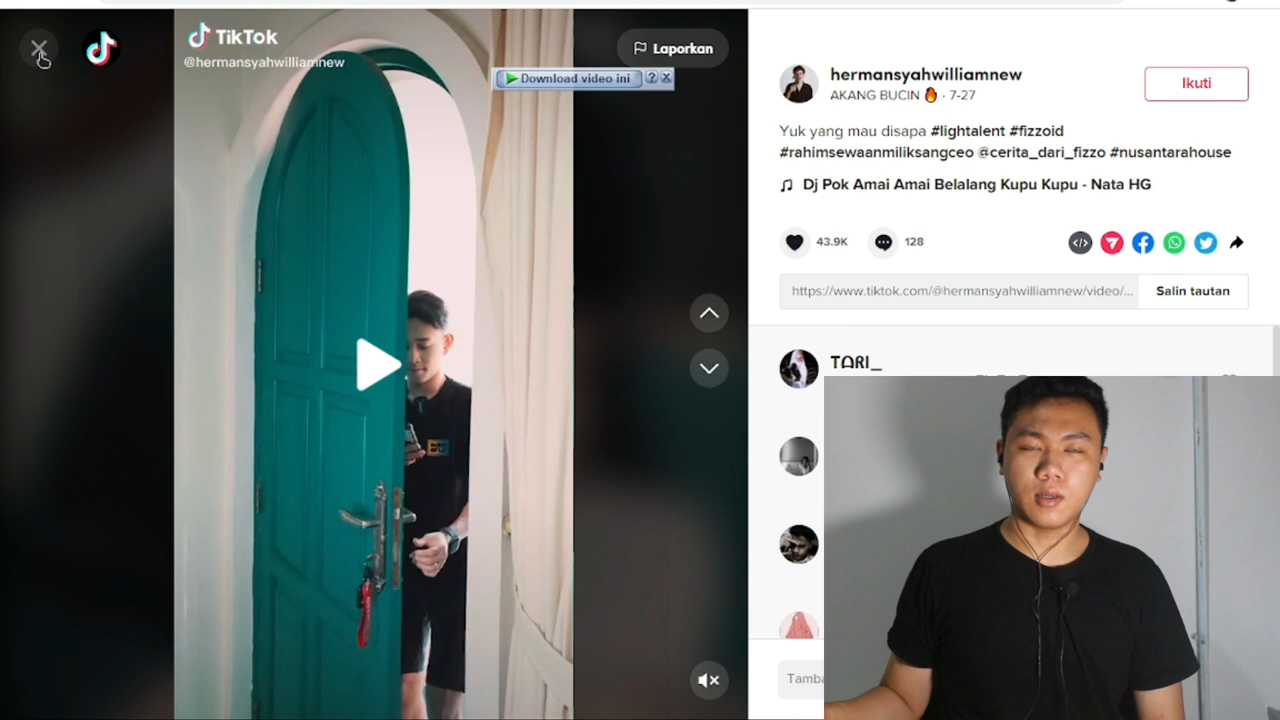 TikTok
@hermansyahwilliamnew
Laporkan
Download video ini
?
hermansyahwilliamnew
AKANG BUCIN 🔥 · 7-27
Ikuti
Yuk yang mau disapa #lightalent #fizzoid
#rahimsewaanmiliksangceo @cerita_dari_fizzo #nusantarahouse
Dj Pok Amai Amai Belalang Kupu Kupu - Nata HG
43.9K
128
https://www.tiktok.com/@hermansyahwilliamnew/video/...
Salin tautan